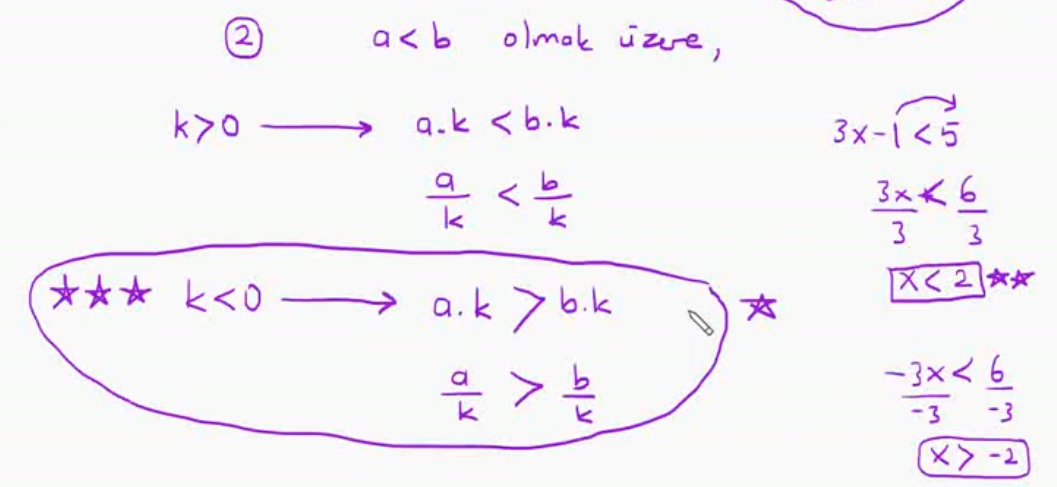 ② a < b olmak üzere,
k > 0 ⟶ a.k < b.k
a/k < b/k
★★★ k < 0 ⟶ a.k > b.k ★
a/k > b/k
3x-1 < 5
3x/3 < 6/3
x < 2 ★★
-3x/-3 < 6/-3
x > -2